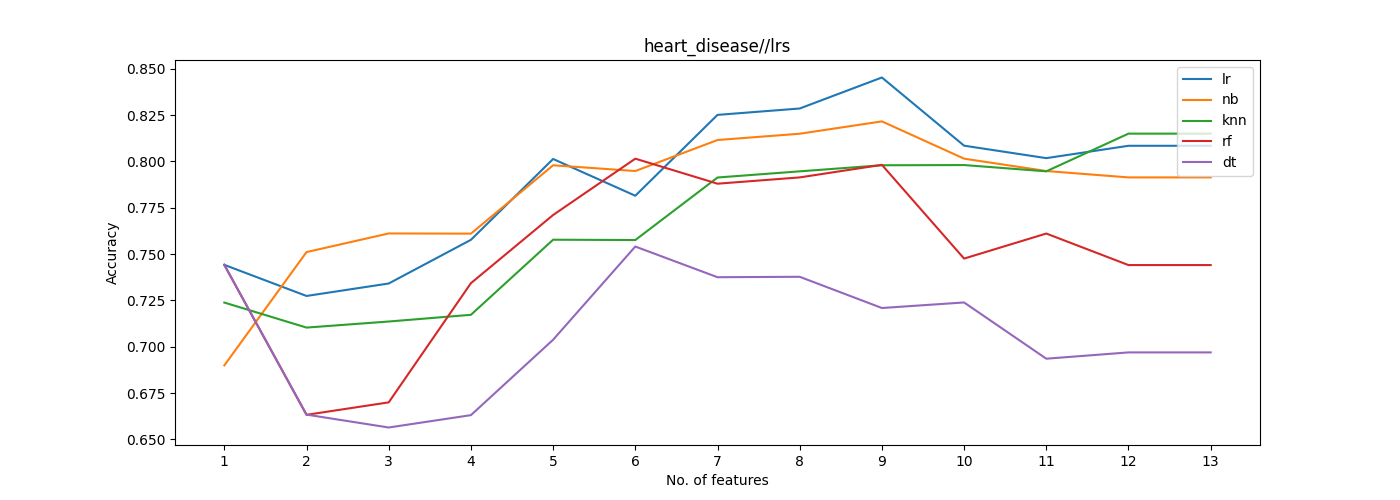 heart_disease//lrs
Accuracy
0.850
0.825
0.800
0.775
0.750
0.725
0.700
0.675
0.650
lr
nb
knn
rf
dt
1 2 3 4 5 6 7 8 9 10 11 12 13
No. of features